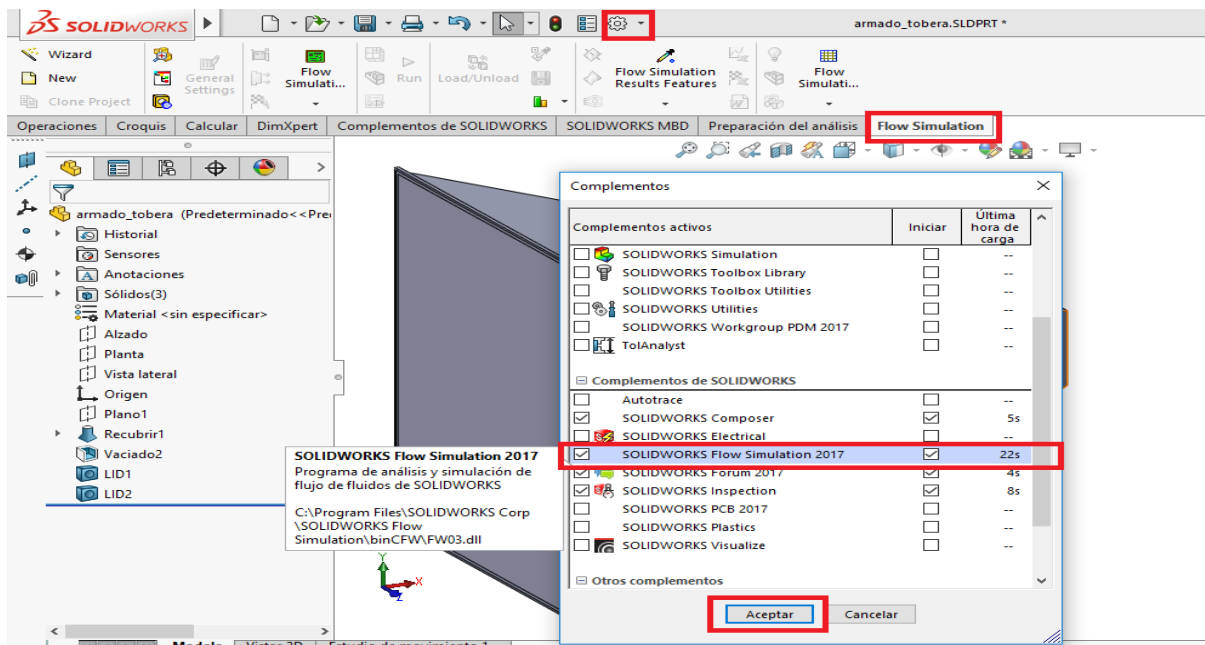 SOLIDWORKS
armado_tobera.SLDPRT *
Wizard
New
Clone Project
General Settings
Flow Simulati...
Run
Load/Unload
Flow Simulation Results Features
Flow Simulati...
Operaciones Croquis Calcular DimXpert Complementos de SOLIDWORKS SOLIDWORKS MBD Preparación del análisis Flow Simulation
armado_tobera (Predeterminado<<Pre
Historial
Sensores
A Anotaciones
Sólidos(3)
Material <sin especificar>
Alzado
Planta
Vista lateral
Origen
Plano1
Recubrir1
Vaciado2
LID1
LID2
SOLIDWORKS Flow Simulation 2017
Programa de análisis y simulación de
flujo de fluidos de SOLIDWORKS
C:\Program Files\SOLIDWORKS Corp
\SOLIDWORKS Flow
Simulation\binCFW\FW03.dll
Y
X
Z
Complementos
Complementos activos Iniciar Última hora de carga
SOLIDWORKS Simulation --
SOLIDWORKS Toolbox Library --
SOLIDWORKS Toolbox Utilities --
SOLIDWORKS Utilities --
SOLIDWORKS Workgroup PDM 2017 --
TolAnalyst --
Complementos de SOLIDWORKS
Autotrace --
SOLIDWORKS Composer 5s
SOLIDWORKS Electrical --
SOLIDWORKS Flow Simulation 2017 22s
SOLIDWORKS Forum 2017 4s
SOLIDWORKS Inspection 8s
SOLIDWORKS PCB 2017 --
SOLIDWORKS Plastics --
SOLIDWORKS Visualize --
Otros complementos
Aceptar Cancelar
Modelo Vistas 3D Estudio de movimiento 1